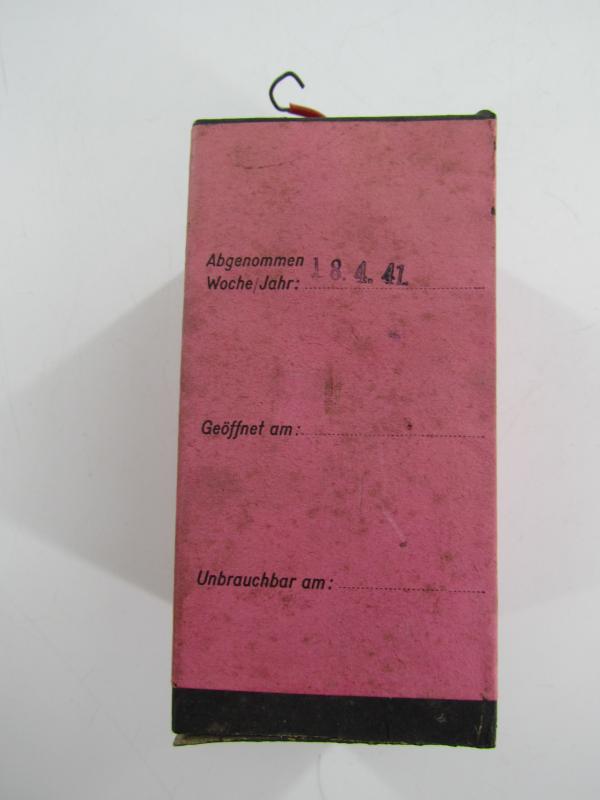 Abgenommen
Woche/Jahr: 18.4.41.
Geöffnet am:
Unbrauchbar am: